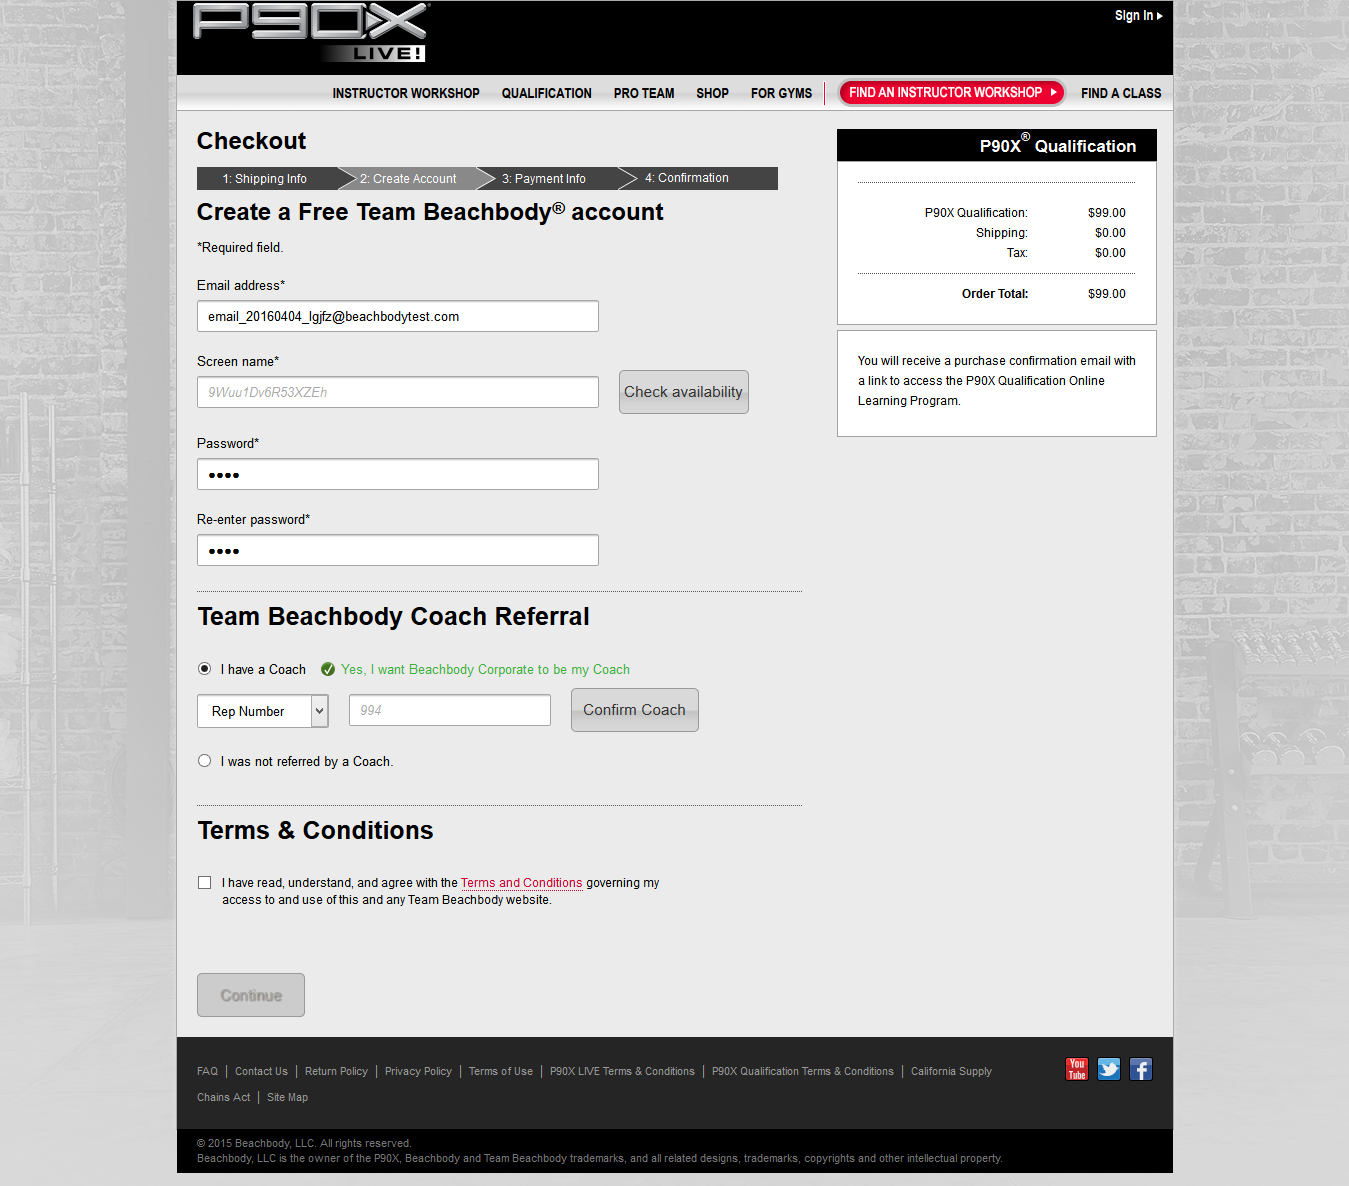 P90X
LIVE!
Sign In
INSTRUCTOR WORKSHOP QUALIFICATION PRO TEAM SHOP FOR GYMS FIND AN INSTRUCTOR WORKSHOP FIND A CLASS
Checkout
1: Shipping Info 2: Create Account 3: Payment Info 4: Confirmation
Create a Free Team Beachbody® account
*Required field.
Email address*
email_20160404_lgjfz@beachbodytest.com
Screen name*
9Wuu1Dv6R53XZEh
Check availability
Password*
••••
Re-enter password*
••••
Team Beachbody Coach Referral
I have a Coach Yes, I want Beachbody Corporate to be my Coach
Rep Number 994 Confirm Coach
I was not referred by a Coach.
Terms & Conditions
I have read, understand, and agree with the Terms and Conditions governing my
access to and use of this and any Team Beachbody website.
Continue
P90X® Qualification
P90X Qualification: $99.00
Shipping: $0.00
Tax: $0.00
Order Total: $99.00
You will receive a purchase confirmation email with
a link to access the P90X Qualification Online
Learning Program.
FAQ | Contact Us | Return Policy | Privacy Policy | Terms of Use | P90X LIVE Terms & Conditions | P90X Qualification Terms & Conditions | California Supply
Chains Act | Site Map
You
Tube
© 2015 Beachbody, LLC. All rights reserved.
Beachbody, LLC is the owner of the P90X, Beachbody and Team Beachbody trademarks, and all related designs, trademarks, copyrights and other intellectual property.